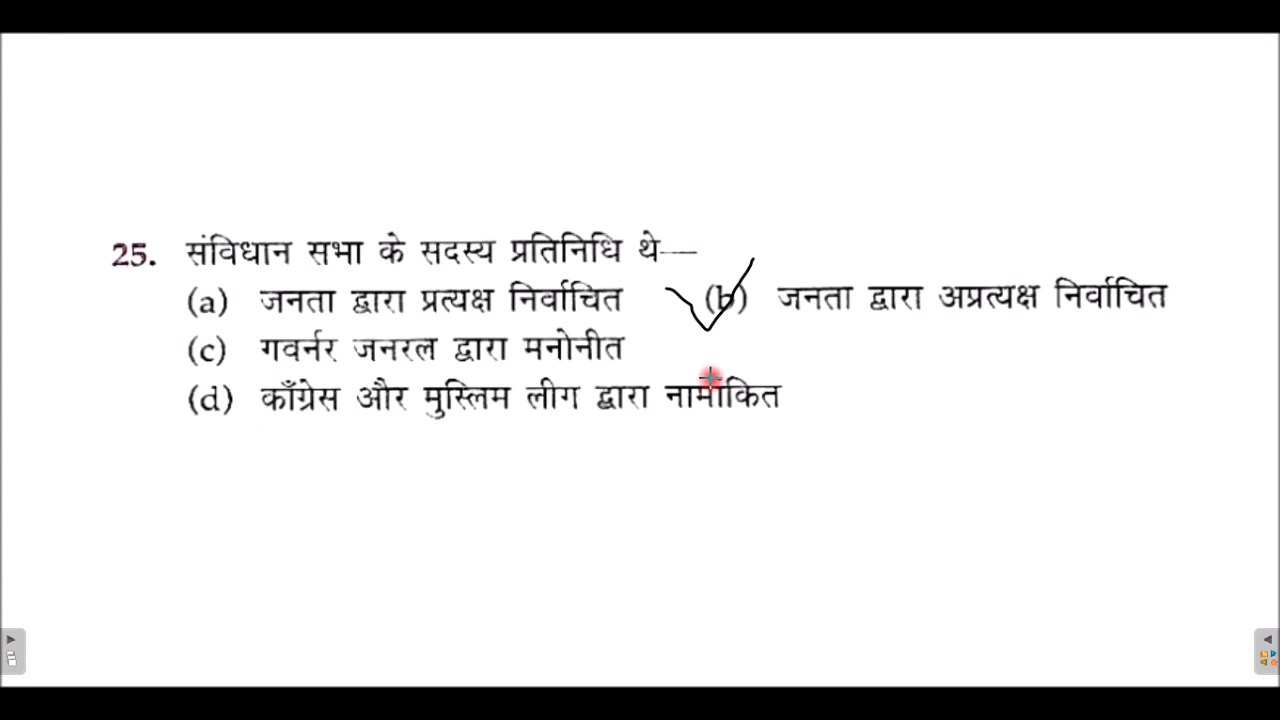 25. संविधान सभा के सदस्य प्रतिनिधि थे—
(a) जनता द्वारा प्रत्यक्ष निर्वाचित (b) जनता द्वारा अप्रत्यक्ष निर्वाचित
(c) गवर्नर जनरल द्वारा मनोनीत
(d) काँग्रेस और मुस्लिम लीग द्वारा नामांकित